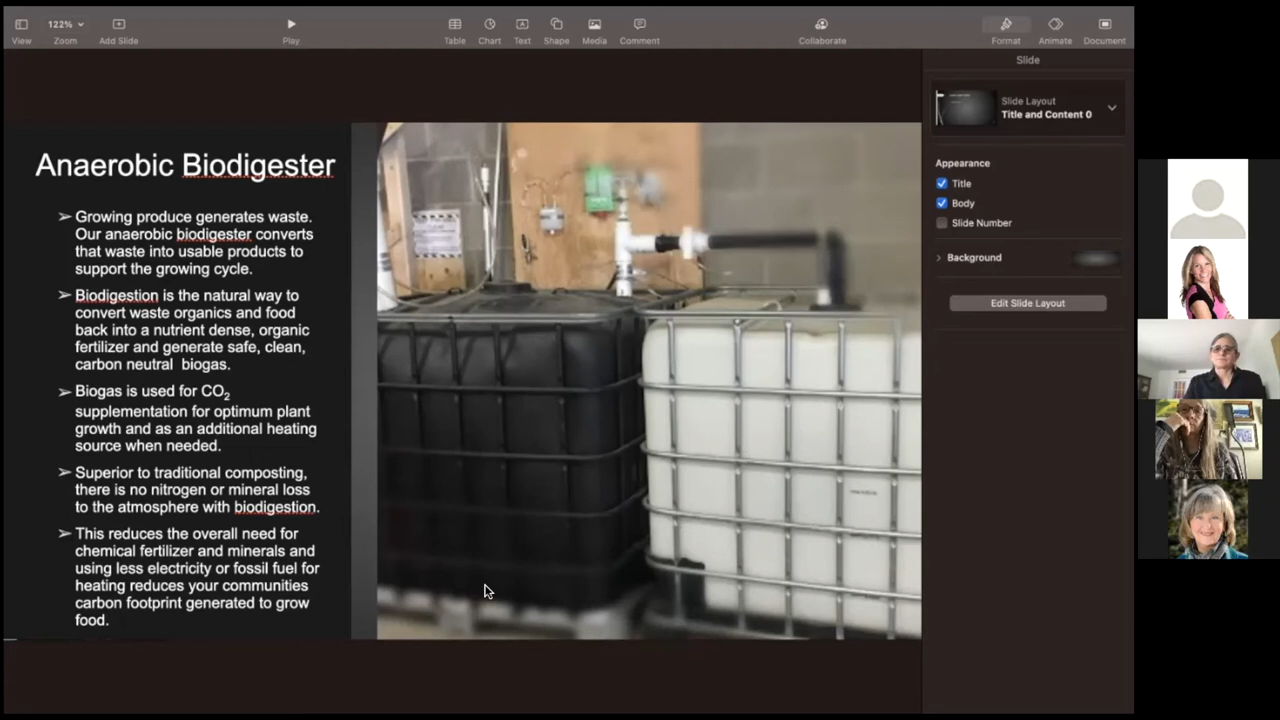 122%
View
Zoom
Add Slide
Play
Table
Chart
Text
Shape
Media
Comment
Collaborate
Format
Animate
Document
Slide
Slide Layout
Title and Content 0
Appearance
Title
Body
Slide Number
Background
Edit Slide Layout
Anaerobic Biodigester
➢ Growing produce generates waste.
Our anaerobic biodigester converts
that waste into usable products to
support the growing cycle.
➢ Biodigestion is the natural way to
convert waste organics and food
back into a nutrient dense, organic
fertilizer and generate safe, clean,
carbon neutral biogas.
➢ Biogas is used for CO₂
supplementation for optimum plant
growth and as an additional heating
source when needed.
➢ Superior to traditional composting,
there is no nitrogen or mineral loss
to the atmosphere with biodigestion.
➢ This reduces the overall need for
chemical fertilizer and minerals and
using less electricity or fossil fuel for
heating reduces your communities
carbon footprint generated to grow
food.